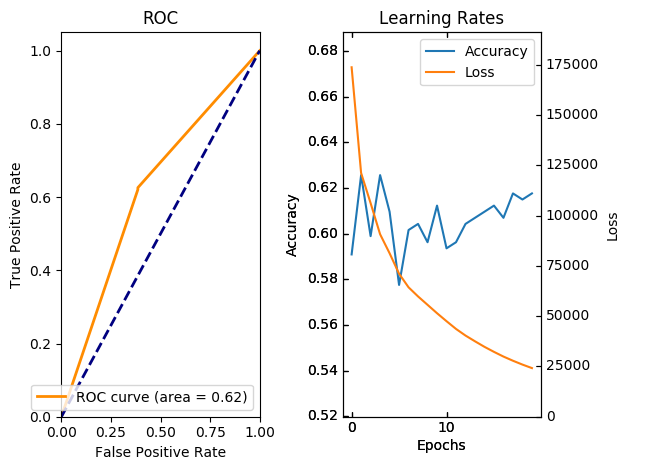 ROC
True Positive Rate
1.0
0.8
0.6
0.4
0.2
0.0
ROC curve (area = 0.62)
0.00 0.25 0.50 0.75 1.00
False Positive Rate
Learning Rates
Accuracy
0.68
0.66
0.64
0.62
0.60
0.58
0.56
0.54
0.52
Accuracy
Loss
0 10
Epochs
175000
150000
125000
100000
75000
50000
25000
0
Loss